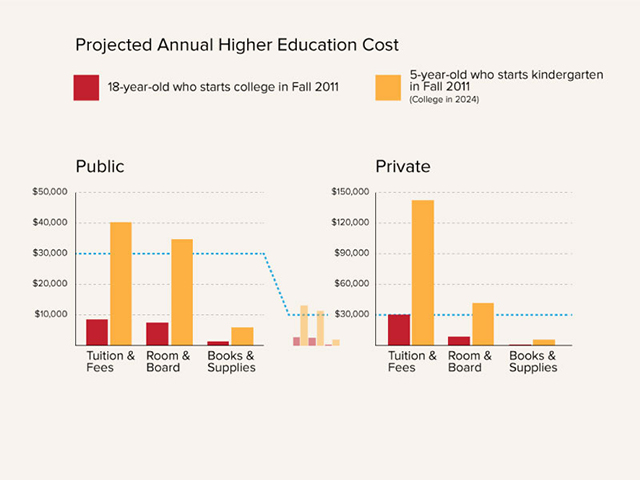 Projected Annual Higher Education Cost
18-year-old who starts college in Fall 2011
5-year-old who starts kindergarten
in Fall 2011
(College in 2024)
Public
$50,000
$40,000
$30,000
$20,000
$10,000
Tuition &
Fees
Room &
Board
Books &
Supplies
Private
$150,000
$120,000
$90,000
$60,000
$30,000
Tuition &
Fees
Room &
Board
Books &
Supplies